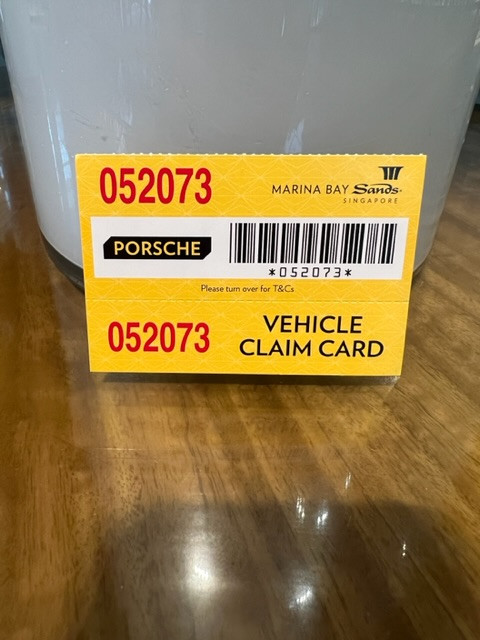 052073
MARINA BAY Sands
SINGAPORE
PORSCHE
*052073*
Please turn over for T&Cs
052073
VEHICLE
CLAIM CARD